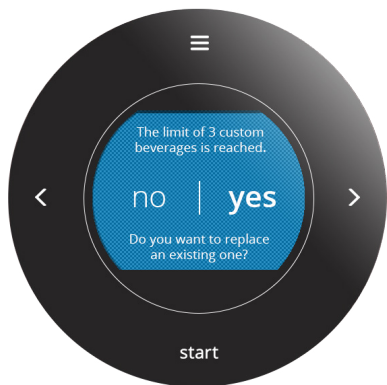 The limit of 3 custom
beverages is reached.
no | yes
Do you want to replace
an existing one?
start